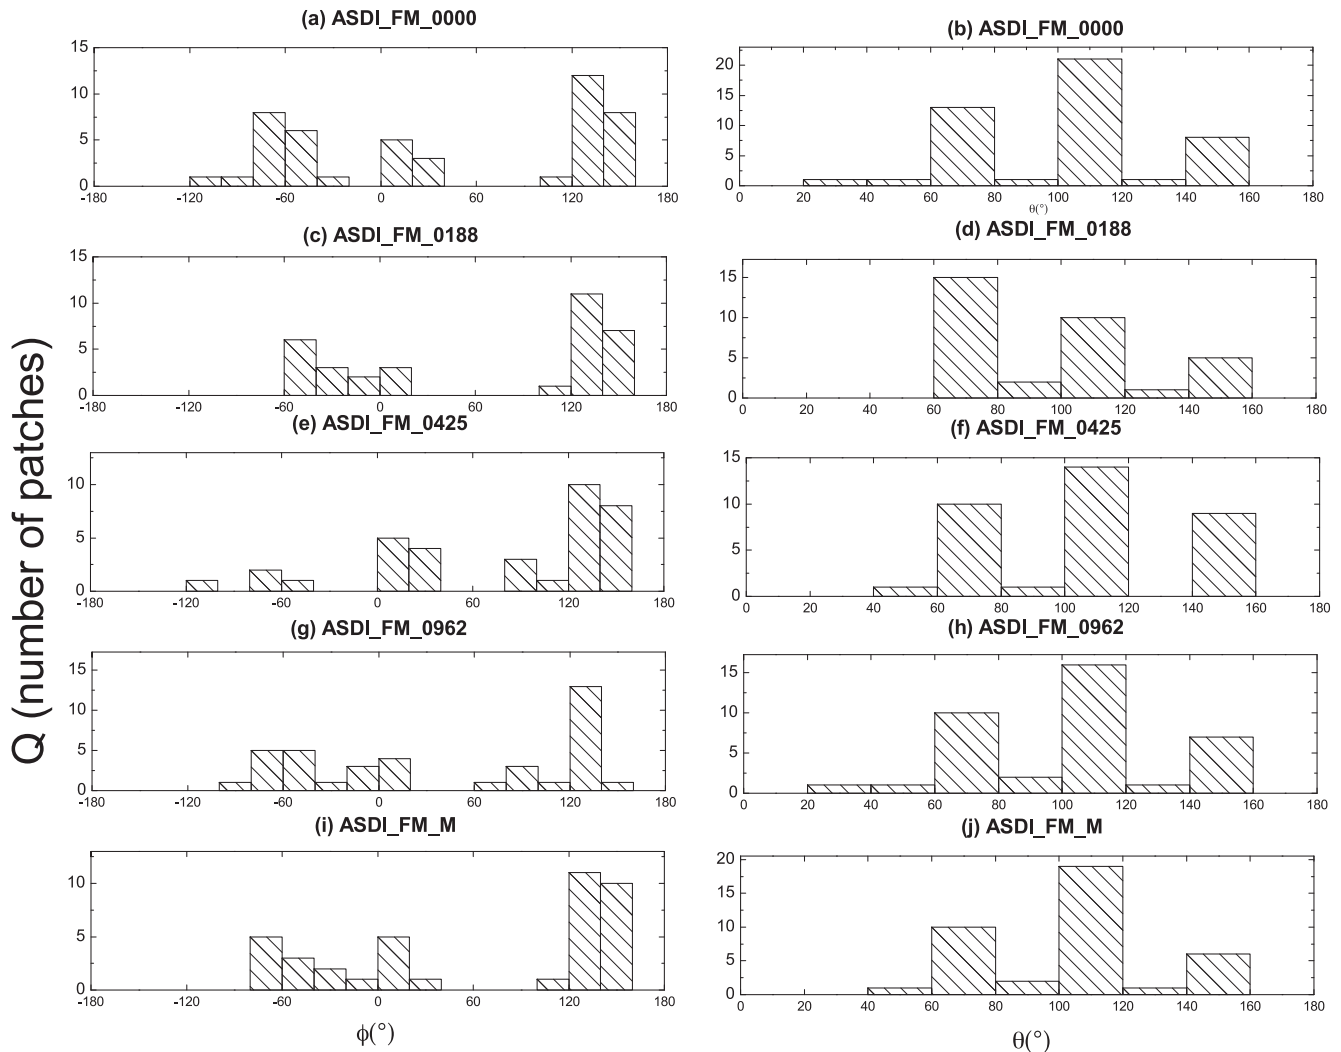 (a) ASDI_FM_0000
15
10
5
0
-180 -120 -60 0 60 120 180
(b) ASDI_FM_0000
20
15
10
5
0
0 20 40 60 80 100 120 140 160 180
θ(°)
(c) ASDI_FM_0188
15
10
5
0
-180 -120 -60 0 60 120 180
(d) ASDI_FM_0188
15
10
5
0
0 20 40 60 80 100 120 140 160 180
(e) ASDI_FM_0425
10
5
0
-180 -120 -60 0 60 120 180
(f) ASDI_FM_0425
15
10
5
0
0 20 40 60 80 100 120 140 160 180
(g) ASDI_FM_0962
15
10
5
0
-180 -120 -60 0 60 120 180
(h) ASDI_FM_0962
15
10
5
0
0 20 40 60 80 100 120 140 160 180
(i) ASDI_FM_M
10
5
0
-180 -120 -60 0 60 120 180
ϕ(°)
(j) ASDI_FM_M
20
15
10
5
0
0 20 40 60 80 100 120 140 160 180
θ(°)
Q (number of patches)